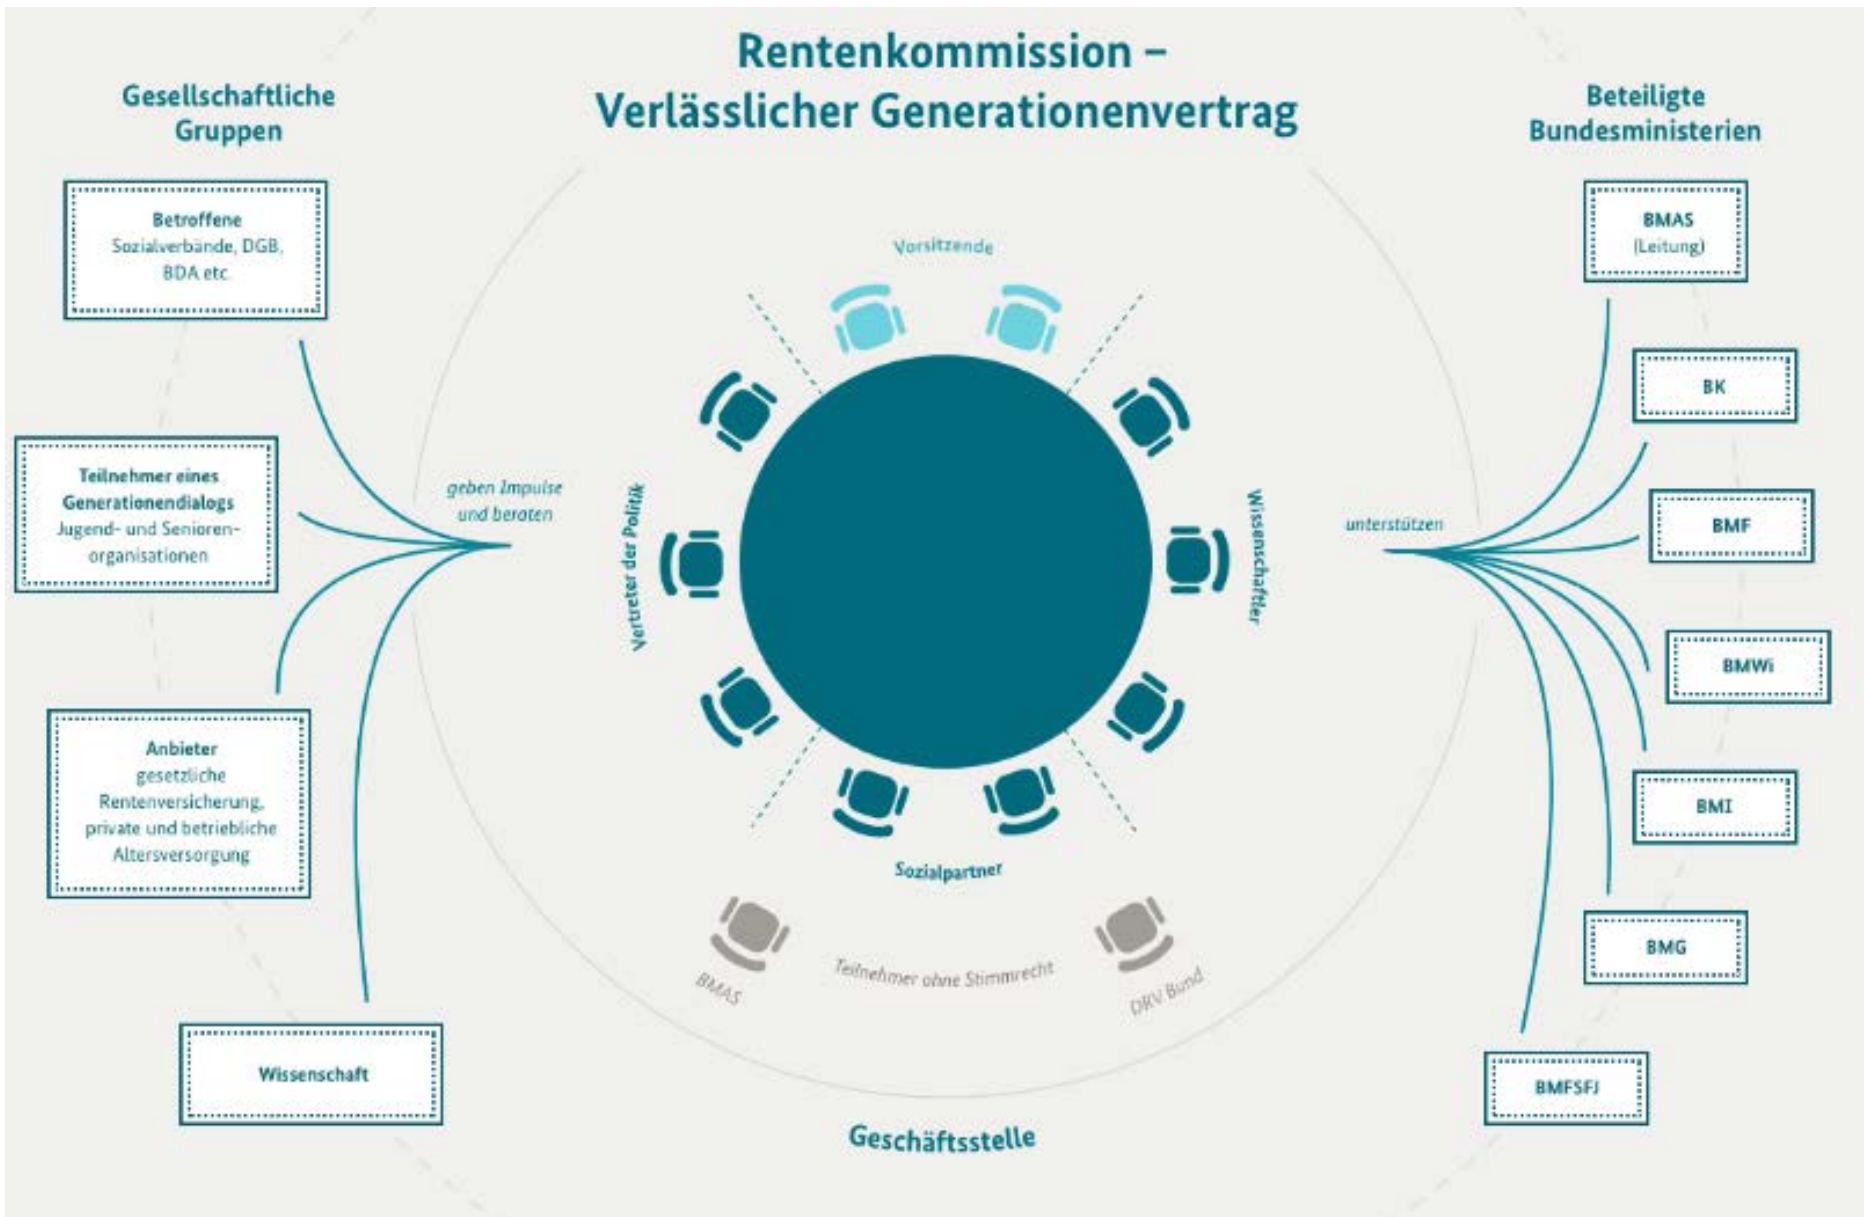 Rentenkommission –
Verlässlicher Generationenvertrag
Gesellschaftliche
Gruppen
Betroffene
Sozialverbände, DGB,
BDA etc.
Teilnehmer eines
Generationendialogs
Jugend- und Senioren-
organisationen
Anbieter
gesetzliche
Rentenversicherung,
private und betriebliche
Altersversorgung
Wissenschaft
geben Impulse
und beraten
Vorsitzende
Vertreter der Politik
Wissenschaftler
Sozialpartner
BMAS
Teilnehmer ohne Stimmrecht
DRV Bund
Geschäftsstelle
unterstützen
Beteiligte
Bundesministerien
BMAS
(Leitung)
BK
BMF
BMWi
BMI
BMG
BMFSFJ